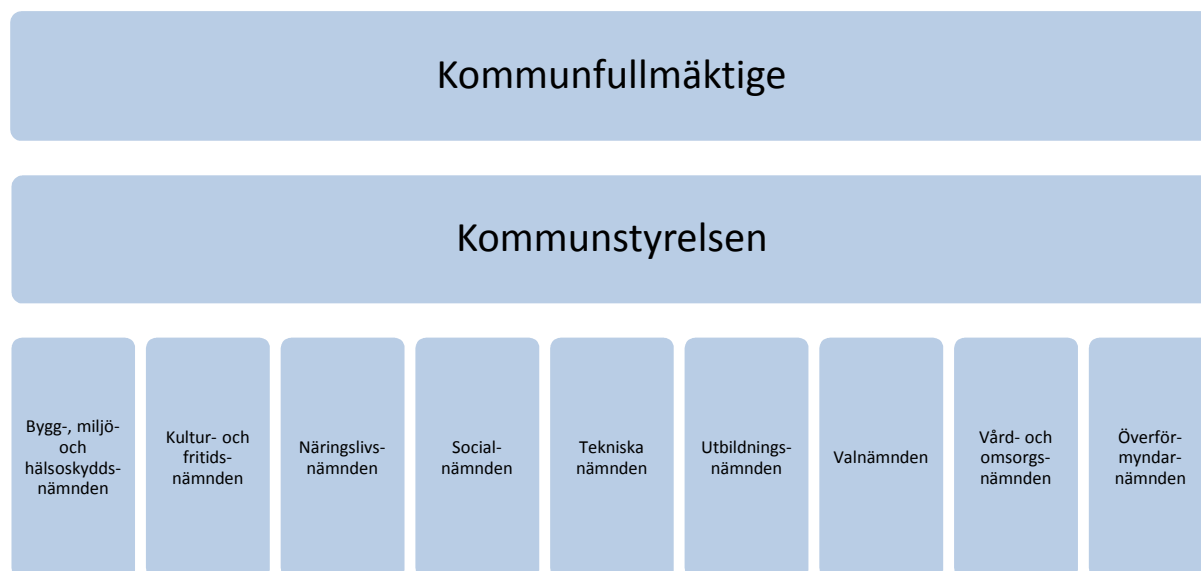 Kommunfullmäktige
Kommunstyrelsen
Bygg-, miljö-
och
hälsoskydds-
nämnden
Kultur- och
fritids-
nämnden
Näringslivs-
nämnden
Social-
nämnden
Tekniska
nämnden
Utbildnings-
nämnden
Valnämnden
Vård- och
omsorgs-
nämnden
Överför-
myndar-
nämnden